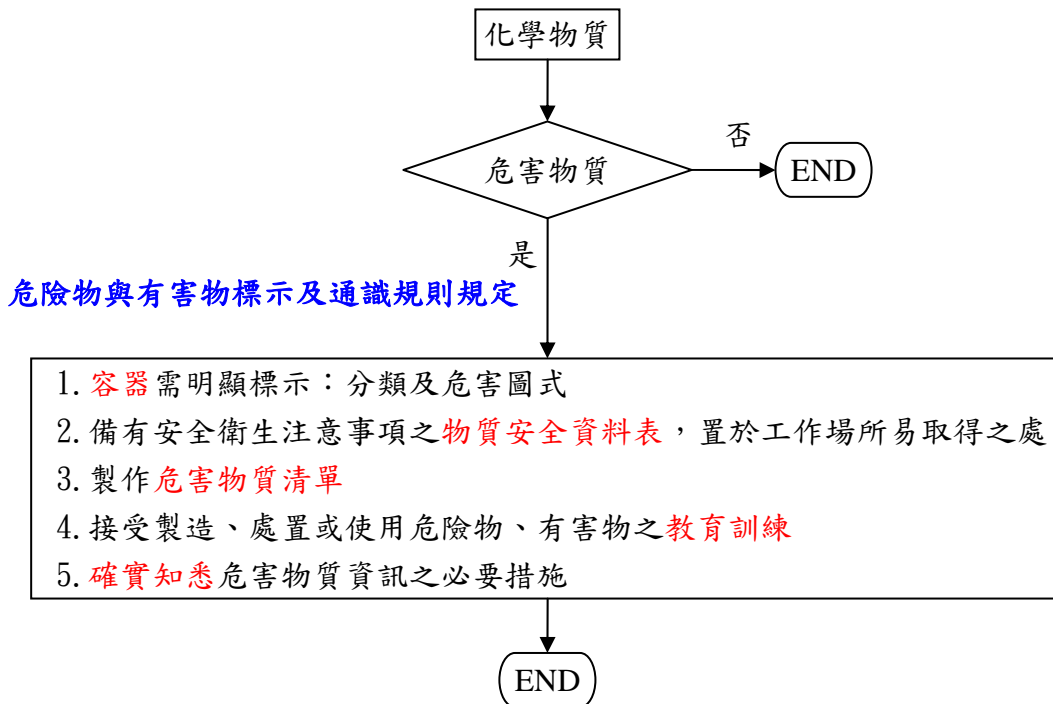 化學物質
危害物質
否
END
是
危險物與有害物標示及通識規則規定
1.容器需明顯標示：分類及危害圖式
2.備有安全衛生注意事項之物質安全資料表，置於工作場所易取得之處
3.製作危害物質清單
4.接受製造、處置或使用危險物、有害物之教育訓練
5.確實知悉危害物質資訊之必要措施
END